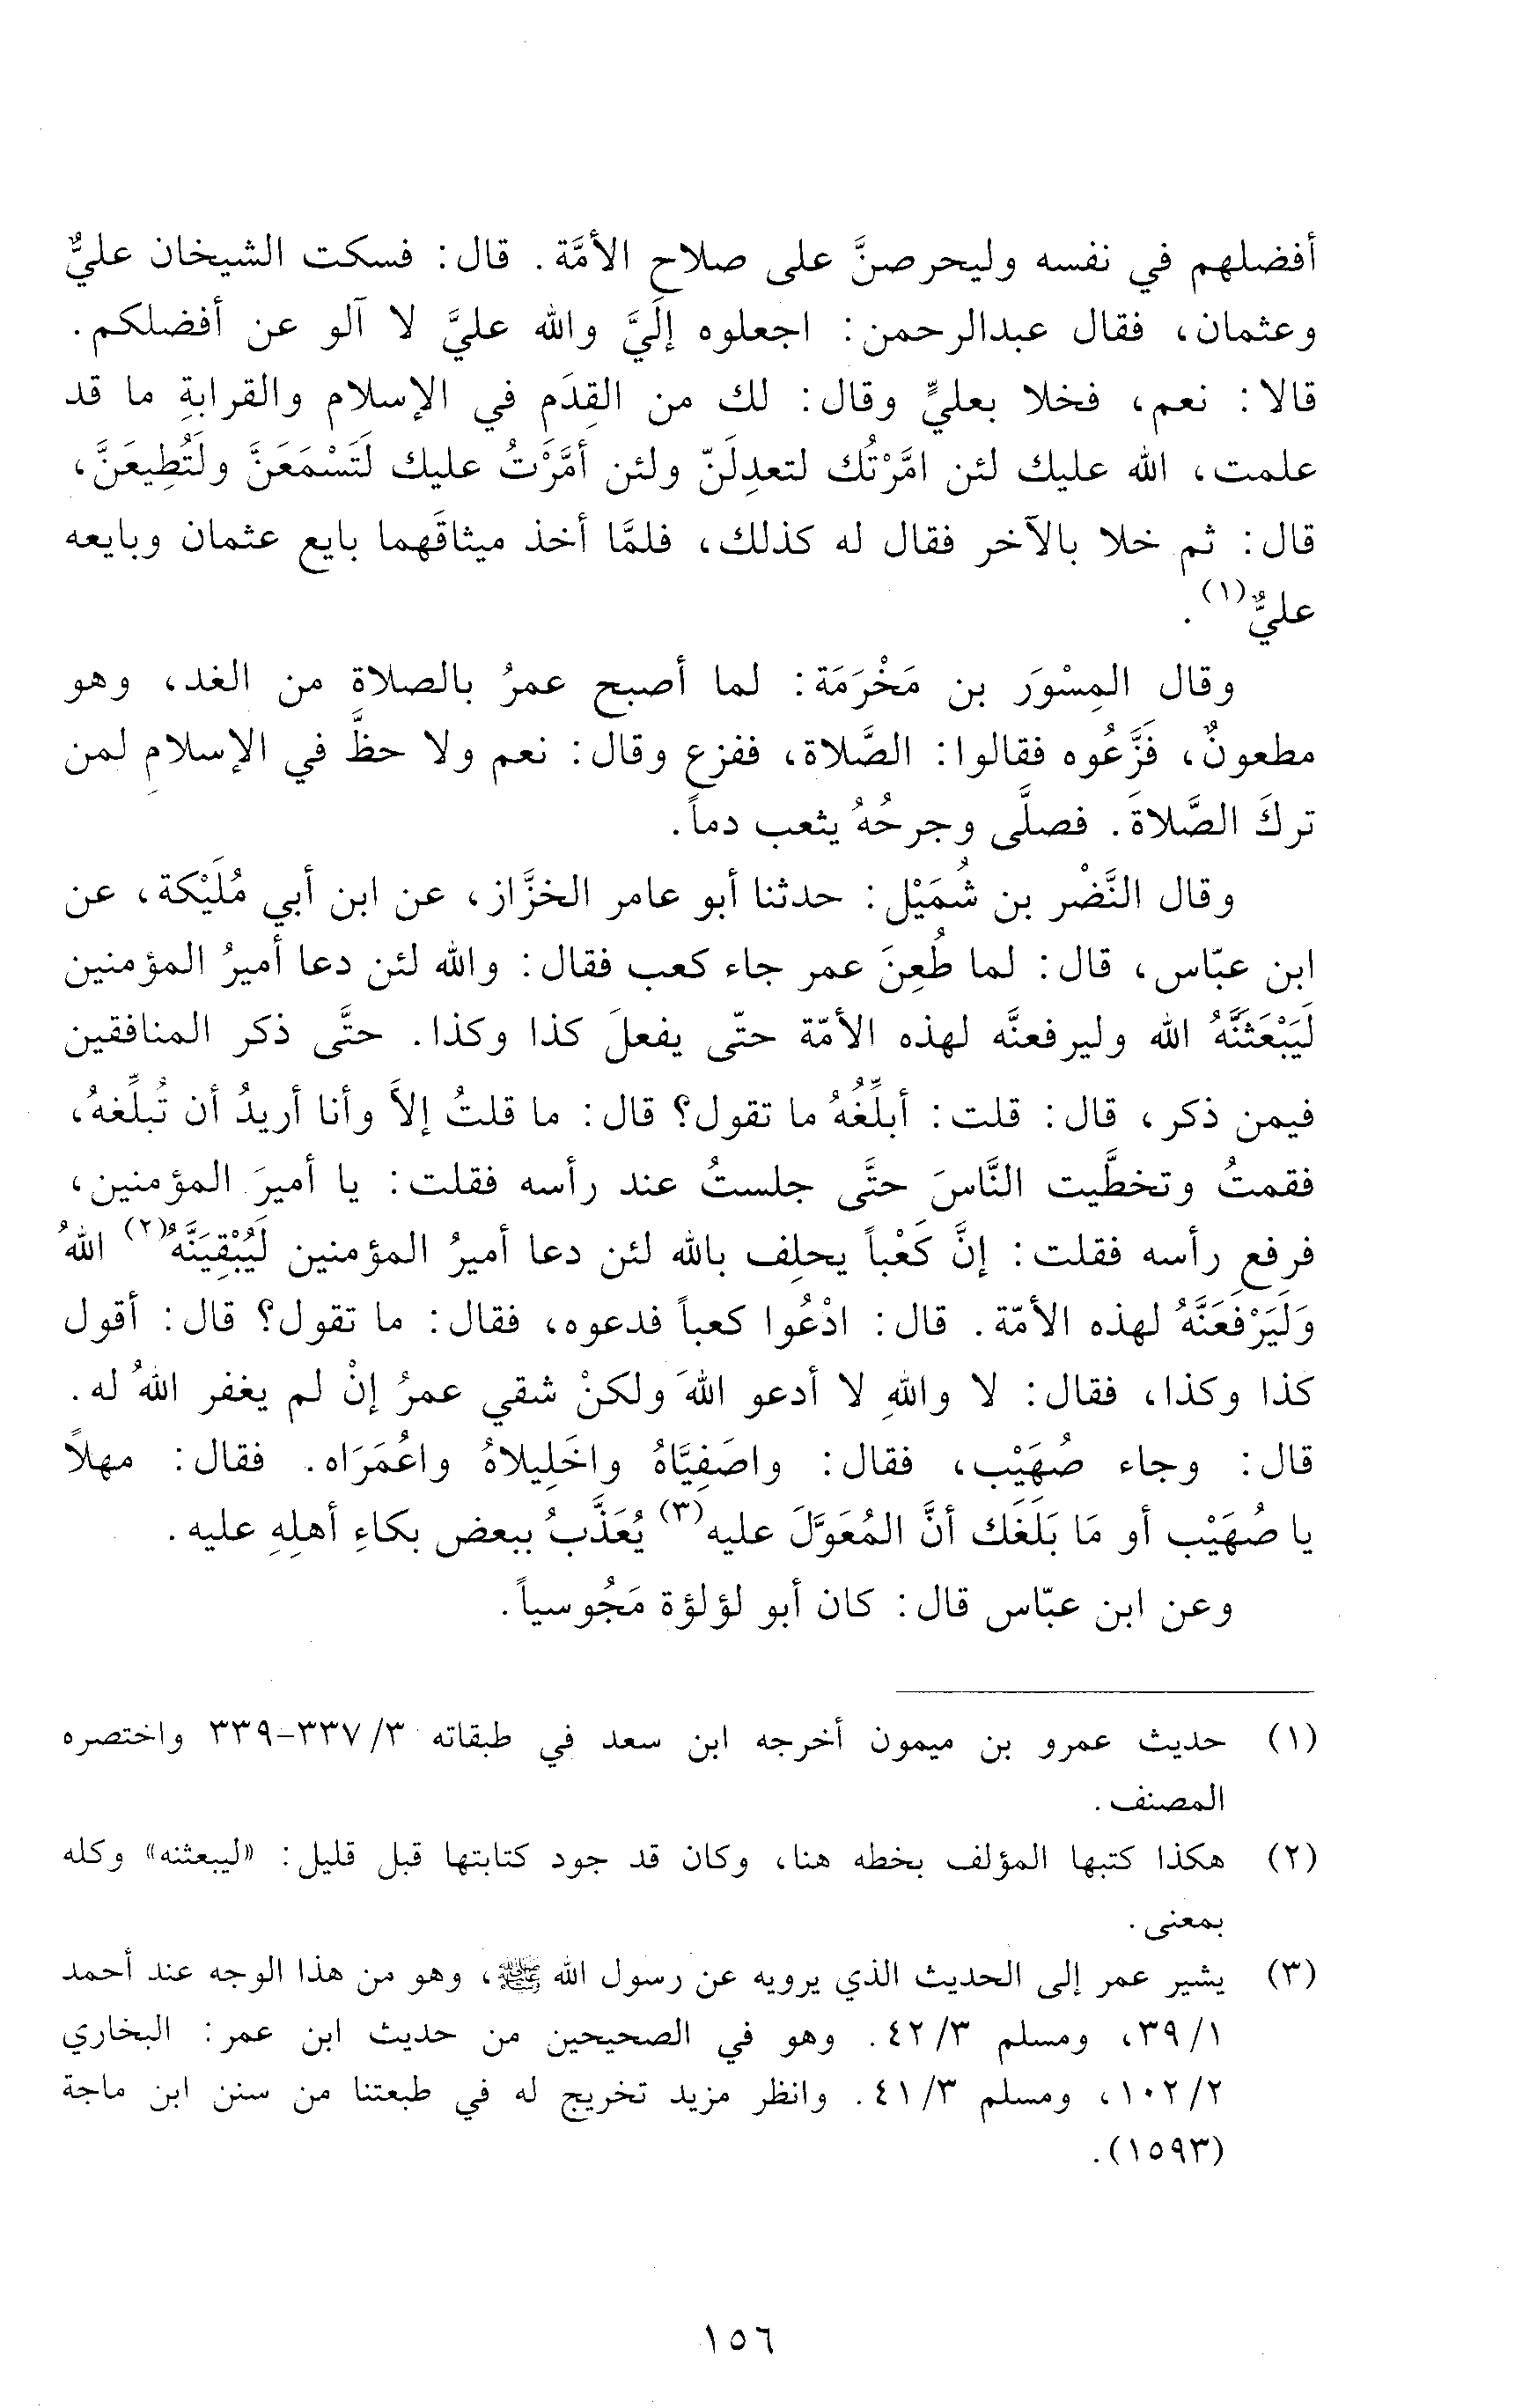 أفضلهم في نفسه وليحرصنَّ على صلاح الأمَّة. قال: فسكت الشيخان عليٌّ
وعثمان، فقال عبدالرحمن: اجعلوه إلَيَّ والله عليَّ لا آلو عن أفضلكم.
قالا: نعم، فخلا بعليٍّ وقال: لك من القِدَم في الإسلام والقرابةِ ما قد
علمت، الله عليك لئن امَّرْتُك لتعدِلَنّ ولئن أمَّرْتُ عليك لَتَسْمَعَنَّ ولَتُطِيعَنَّ،
قال: ثم خلا بالآخر فقال له كذلك، فلمَّا أخذ ميثاقَهما بايع عثمان وبايعه
عليٌّ(١).
وقال المِسْوَر بن مَخْرَمَة: لما أصبح عمرُ بالصلاة من الغد، وهو
مطعونٌ، فَزَّعُوه فقالوا: الصَّلاة، ففزع وقال: نعم ولا حظَّ في الإسلامِ لمن
تركَ الصَّلاةَ. فصلَّى وجرحُهُ يثعب دماً.
وقال النَّضْر بن شُمَيْل: حدثنا أبو عامر الخزَّاز، عن ابن أبي مُلَيْكة، عن
ابن عبّاس، قال: لما طُعِنَ عمر جاء كعب فقال: والله لئن دعا أميرُ المؤمنين
لَيَبْعَثَنَّهُ الله وليرفعنَّه لهذه الأمّة حتّى يفعلَ كذا وكذا. حتَّى ذكر المنافقين
فيمن ذكر، قال: قلت: أبلِّغُهُ ما تقول؟ قال: ما قلتُ إلاَّ وأنا أريدُ أن تُبلِّغهُ،
فقمتُ وتخطَّيت النَّاسَ حتَّى جلستُ عند رأسه فقلت: يا أميرَ المؤمنين،
فرفع رأسه فقلت: إنَّ كَعْباً يحلِف بالله لئن دعا أميرُ المؤمنين لَيُبْقِيَنَّهُ(٢) اللهُ
وَلَيَرْفَعَنَّهُ لهذه الأمّة. قال: ادْعُوا كعباً فدعوه، فقال: ما تقول؟ قال: أقول
كذا وكذا، فقال: لا واللهِ لا أدعو اللهَ ولكنْ شقي عمرُ إنْ لم يغفر اللهُ له.
قال: وجاء صُهَيْب، فقال: واصَفِيَّاهُ واخَلِيلاهُ واعُمَرَاه. فقال: مهلاً
يا صُهَيْب أو مَا بَلَغَك أنَّ المُعَوَّلَ عليه(٣) يُعَذَّبُ ببعض بكاءِ أهلِهِ عليه.
وعن ابن عبّاس قال: كان أبو لؤلؤة مَجُوسياً.
(١) حديث عمرو بن ميمون أخرجه ابن سعد في طبقاته ٣/ ٣٣٧-٣٣٩ واختصره
المصنف.
(٢) هكذا كتبها المؤلف بخطه هنا، وكان قد جود كتابتها قبل قليل: «ليبعثنه» وكله
بمعنى.
(٣) يشير عمر إلى الحديث الذي يرويه عن رسول الله ﷺ، وهو من هذا الوجه عند أحمد
١/ ٣٩، ومسلم ٣/ ٤٢. وهو في الصحيحين من حديث ابن عمر: البخاري
٢/ ١٠٢، ومسلم ٣/ ٤١. وانظر مزيد تخريج له في طبعتنا من سنن ابن ماجة
(١٥٩٣).
١٥٦